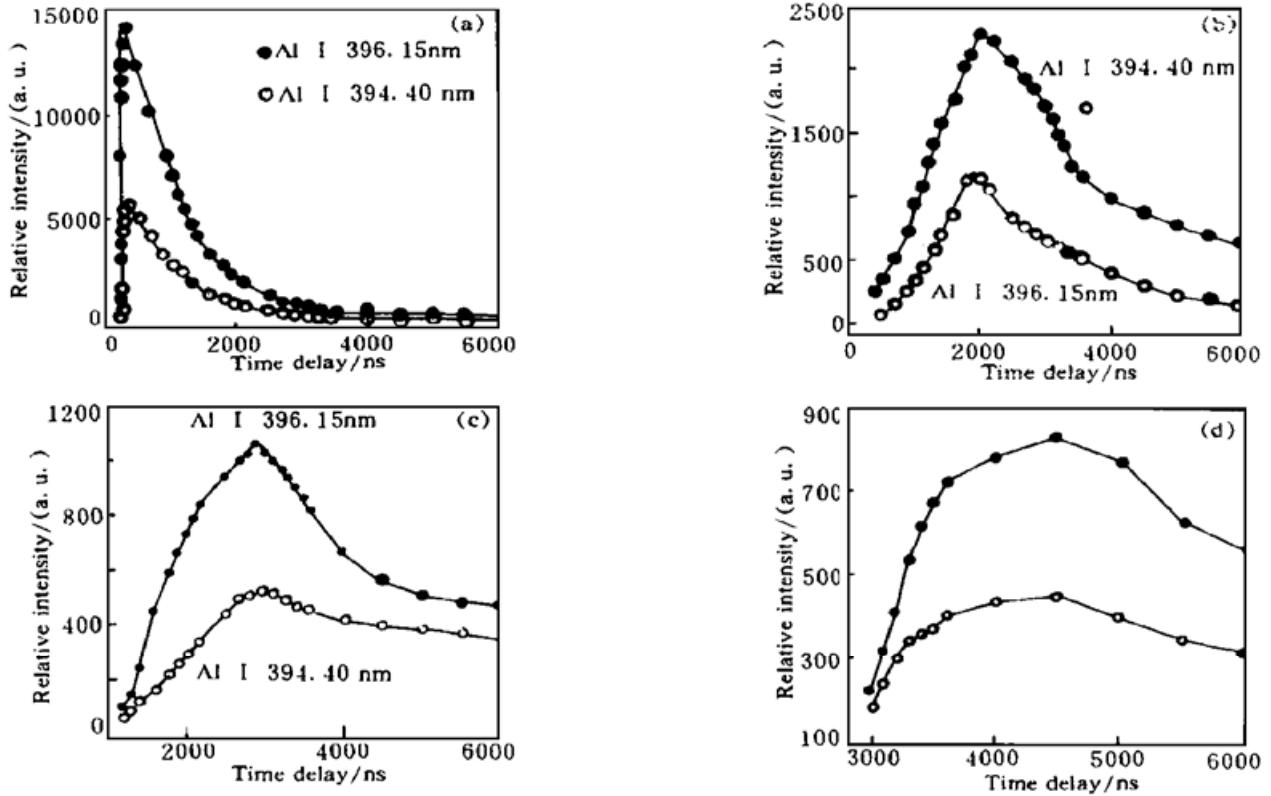 (a)
15000
10000
5000
0
Relative intensity/(a. u.)
Al I 396.15nm
Al I 394.40 nm
0 2000 4000 6000
Time delay/ns
(b)
2500
1500
500
0
Relative intensity/(a. u.)
Al I 394.40 nm
Al I 396.15nm
0 2000 4000 6000
Time delay/ns
(c)
1200
800
400
0
Relative intensity/(a. u.)
Al I 396.15nm
Al I 394.40 nm
2000 4000 6000
Time delay/ns
(d)
900
700
500
300
100
Relative intensity/(a. u.)
3000 4000 5000 6000
Time delay/ns